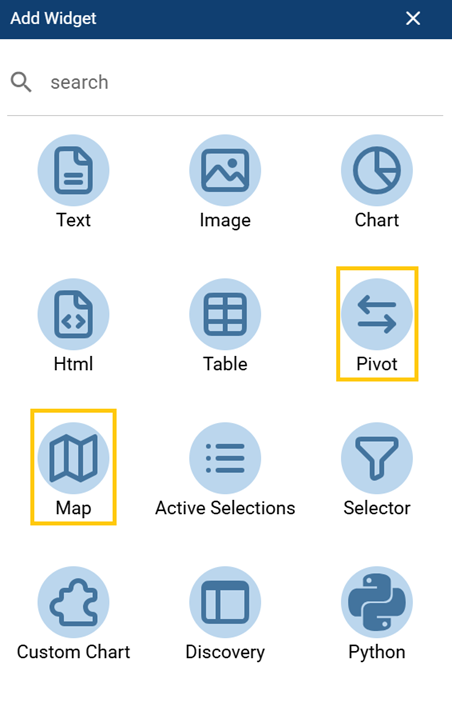 Add Widget
search
Text
Image
Chart
Html
Table
Pivot
Map
Active Selections
Selector
Custom Chart
Discovery
Python